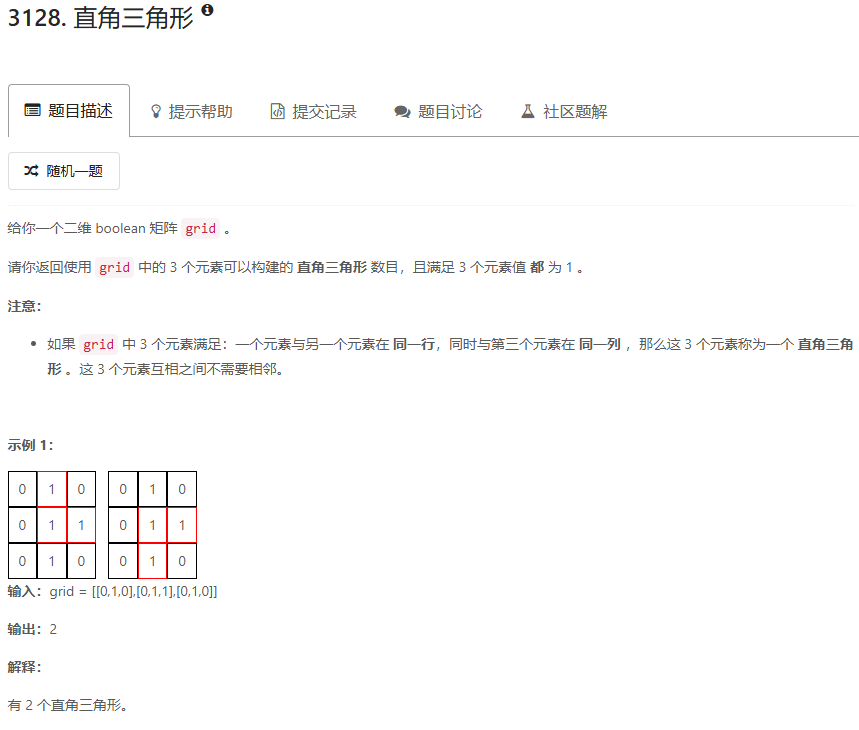 3128. 直角三角形
题目描述 提示帮助 提交记录 题目讨论 社区题解
随机一题
给你一个二维 boolean 矩阵 grid 。
请你返回使用 grid 中的 3 个元素可以构建的 直角三角形 数目，且满足 3 个元素值 都 为 1 。
注意：
如果 grid 中 3 个元素满足：一个元素与另一个元素在 同一行，同时与第三个元素在 同一列 ，那么这 3 个元素称为一个 直角三角
形 。这 3 个元素互相之间不需要相邻。
示例 1：
0 1 0 0 1 0
0 1 1 0 1 1
0 1 0 0 1 0
输入：grid = [[0,1,0],[0,1,1],[0,1,0]]
输出：2
解释：
有 2 个直角三角形。